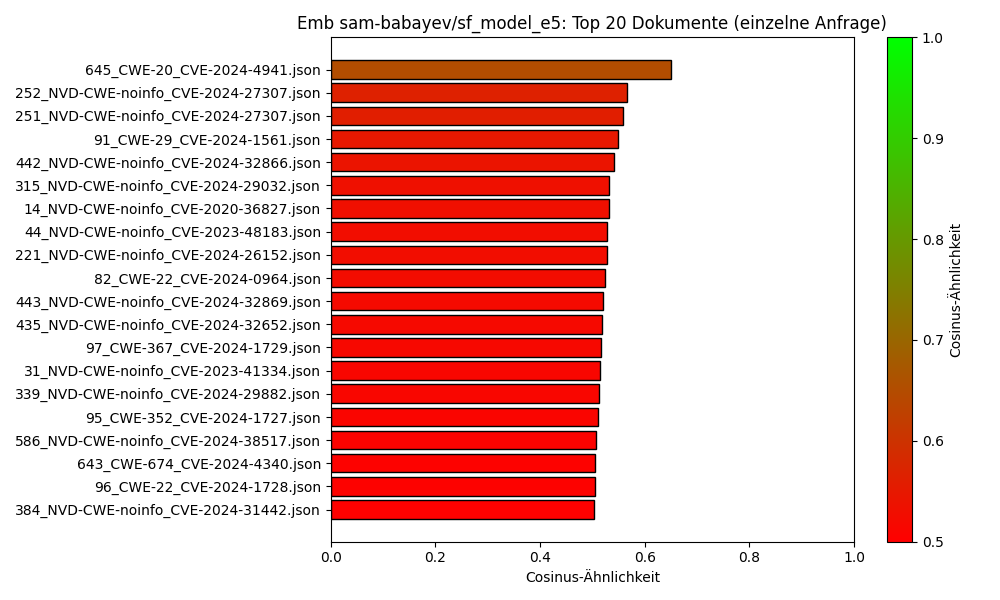 Emb sam-babayev/sf_model_e5: Top 20 Dokumente (einzelne Anfrage)
645_CWE-20_CVE-2024-4941.json
252_NVD-CWE-noinfo_CVE-2024-27307.json
251_NVD-CWE-noinfo_CVE-2024-27307.json
91_CWE-29_CVE-2024-1561.json
442_NVD-CWE-noinfo_CVE-2024-32866.json
315_NVD-CWE-noinfo_CVE-2024-29032.json
14_NVD-CWE-noinfo_CVE-2020-36827.json
44_NVD-CWE-noinfo_CVE-2023-48183.json
221_NVD-CWE-noinfo_CVE-2024-26152.json
82_CWE-22_CVE-2024-0964.json
443_NVD-CWE-noinfo_CVE-2024-32869.json
435_NVD-CWE-noinfo_CVE-2024-32652.json
97_CWE-367_CVE-2024-1729.json
31_NVD-CWE-noinfo_CVE-2023-41334.json
339_NVD-CWE-noinfo_CVE-2024-29882.json
95_CWE-352_CVE-2024-1727.json
586_NVD-CWE-noinfo_CVE-2024-38517.json
643_CWE-674_CVE-2024-4340.json
96_CWE-22_CVE-2024-1728.json
384_NVD-CWE-noinfo_CVE-2024-31442.json
0.0 0.2 0.4 0.6 0.8 1.0
Cosinus-Ähnlichkeit
1.0
0.9
0.8
0.7
0.6
0.5
Cosinus-Ähnlichkeit